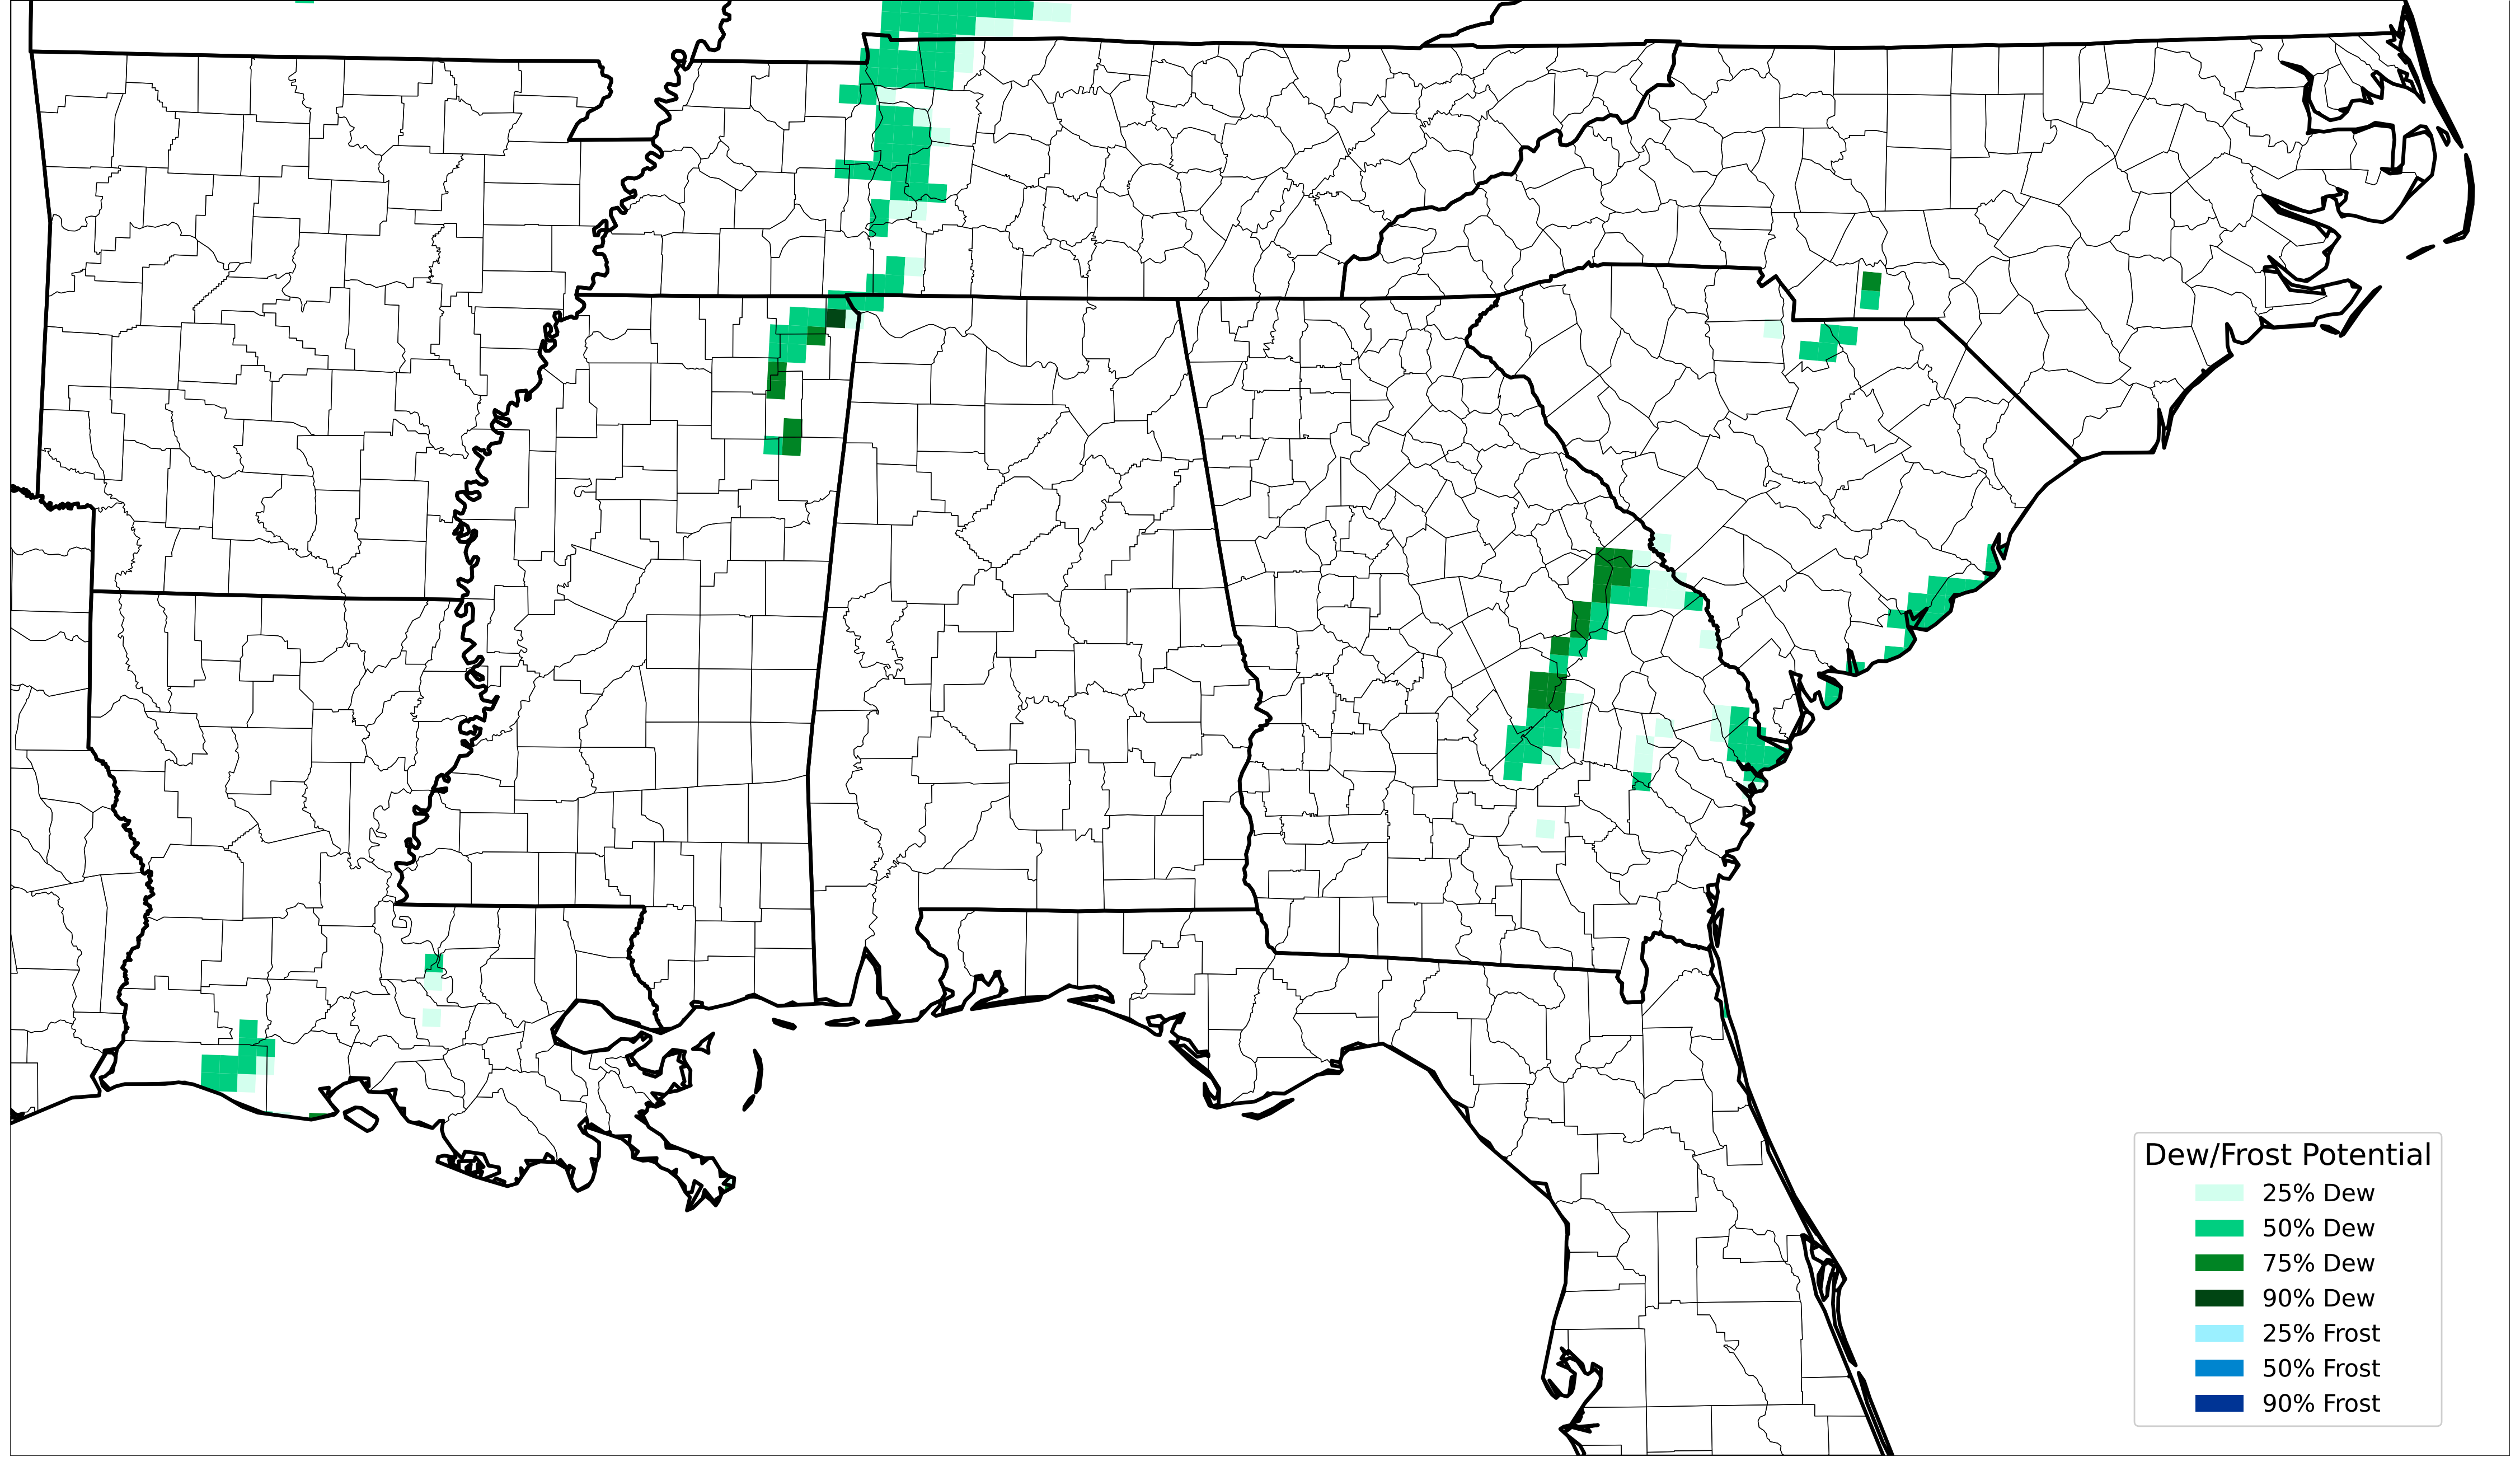 Dew/Frost Potential
25% Dew
50% Dew
75% Dew
90% Dew
25% Frost
50% Frost
90% Frost